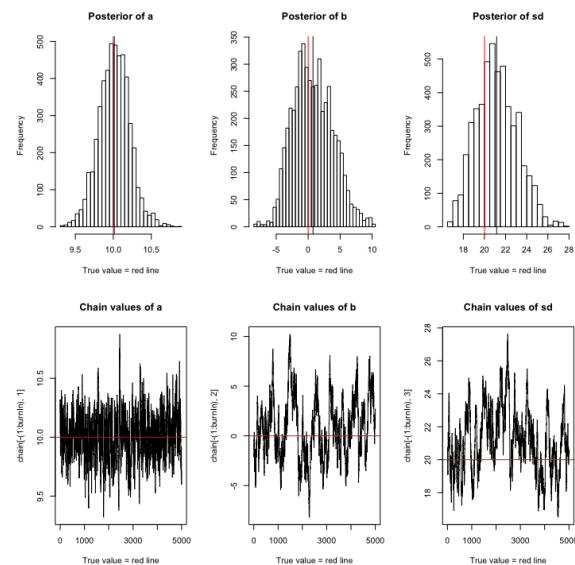 Posterior of a
Frequency
500
400
300
200
100
0
9.5 10.0 10.5
True value = red line
Posterior of b
Frequency
350
300
250
200
150
100
50
0
-5 0 5 10
True value = red line
Posterior of sd
Frequency
500
400
300
200
100
0
18 20 22 24 26 28
True value = red line
Chain values of a
chain[-(1:burnIn), 1]
10.5
10.0
9.5
0 1000 3000 5000
True value = red line
Chain values of b
chain[-(1:burnIn), 2]
10
5
0
-5
0 1000 3000 5000
True value = red line
Chain values of sd
chain[-(1:burnIn), 3]
28
26
24
22
20
18
0 1000 3000 5000
True value = red line